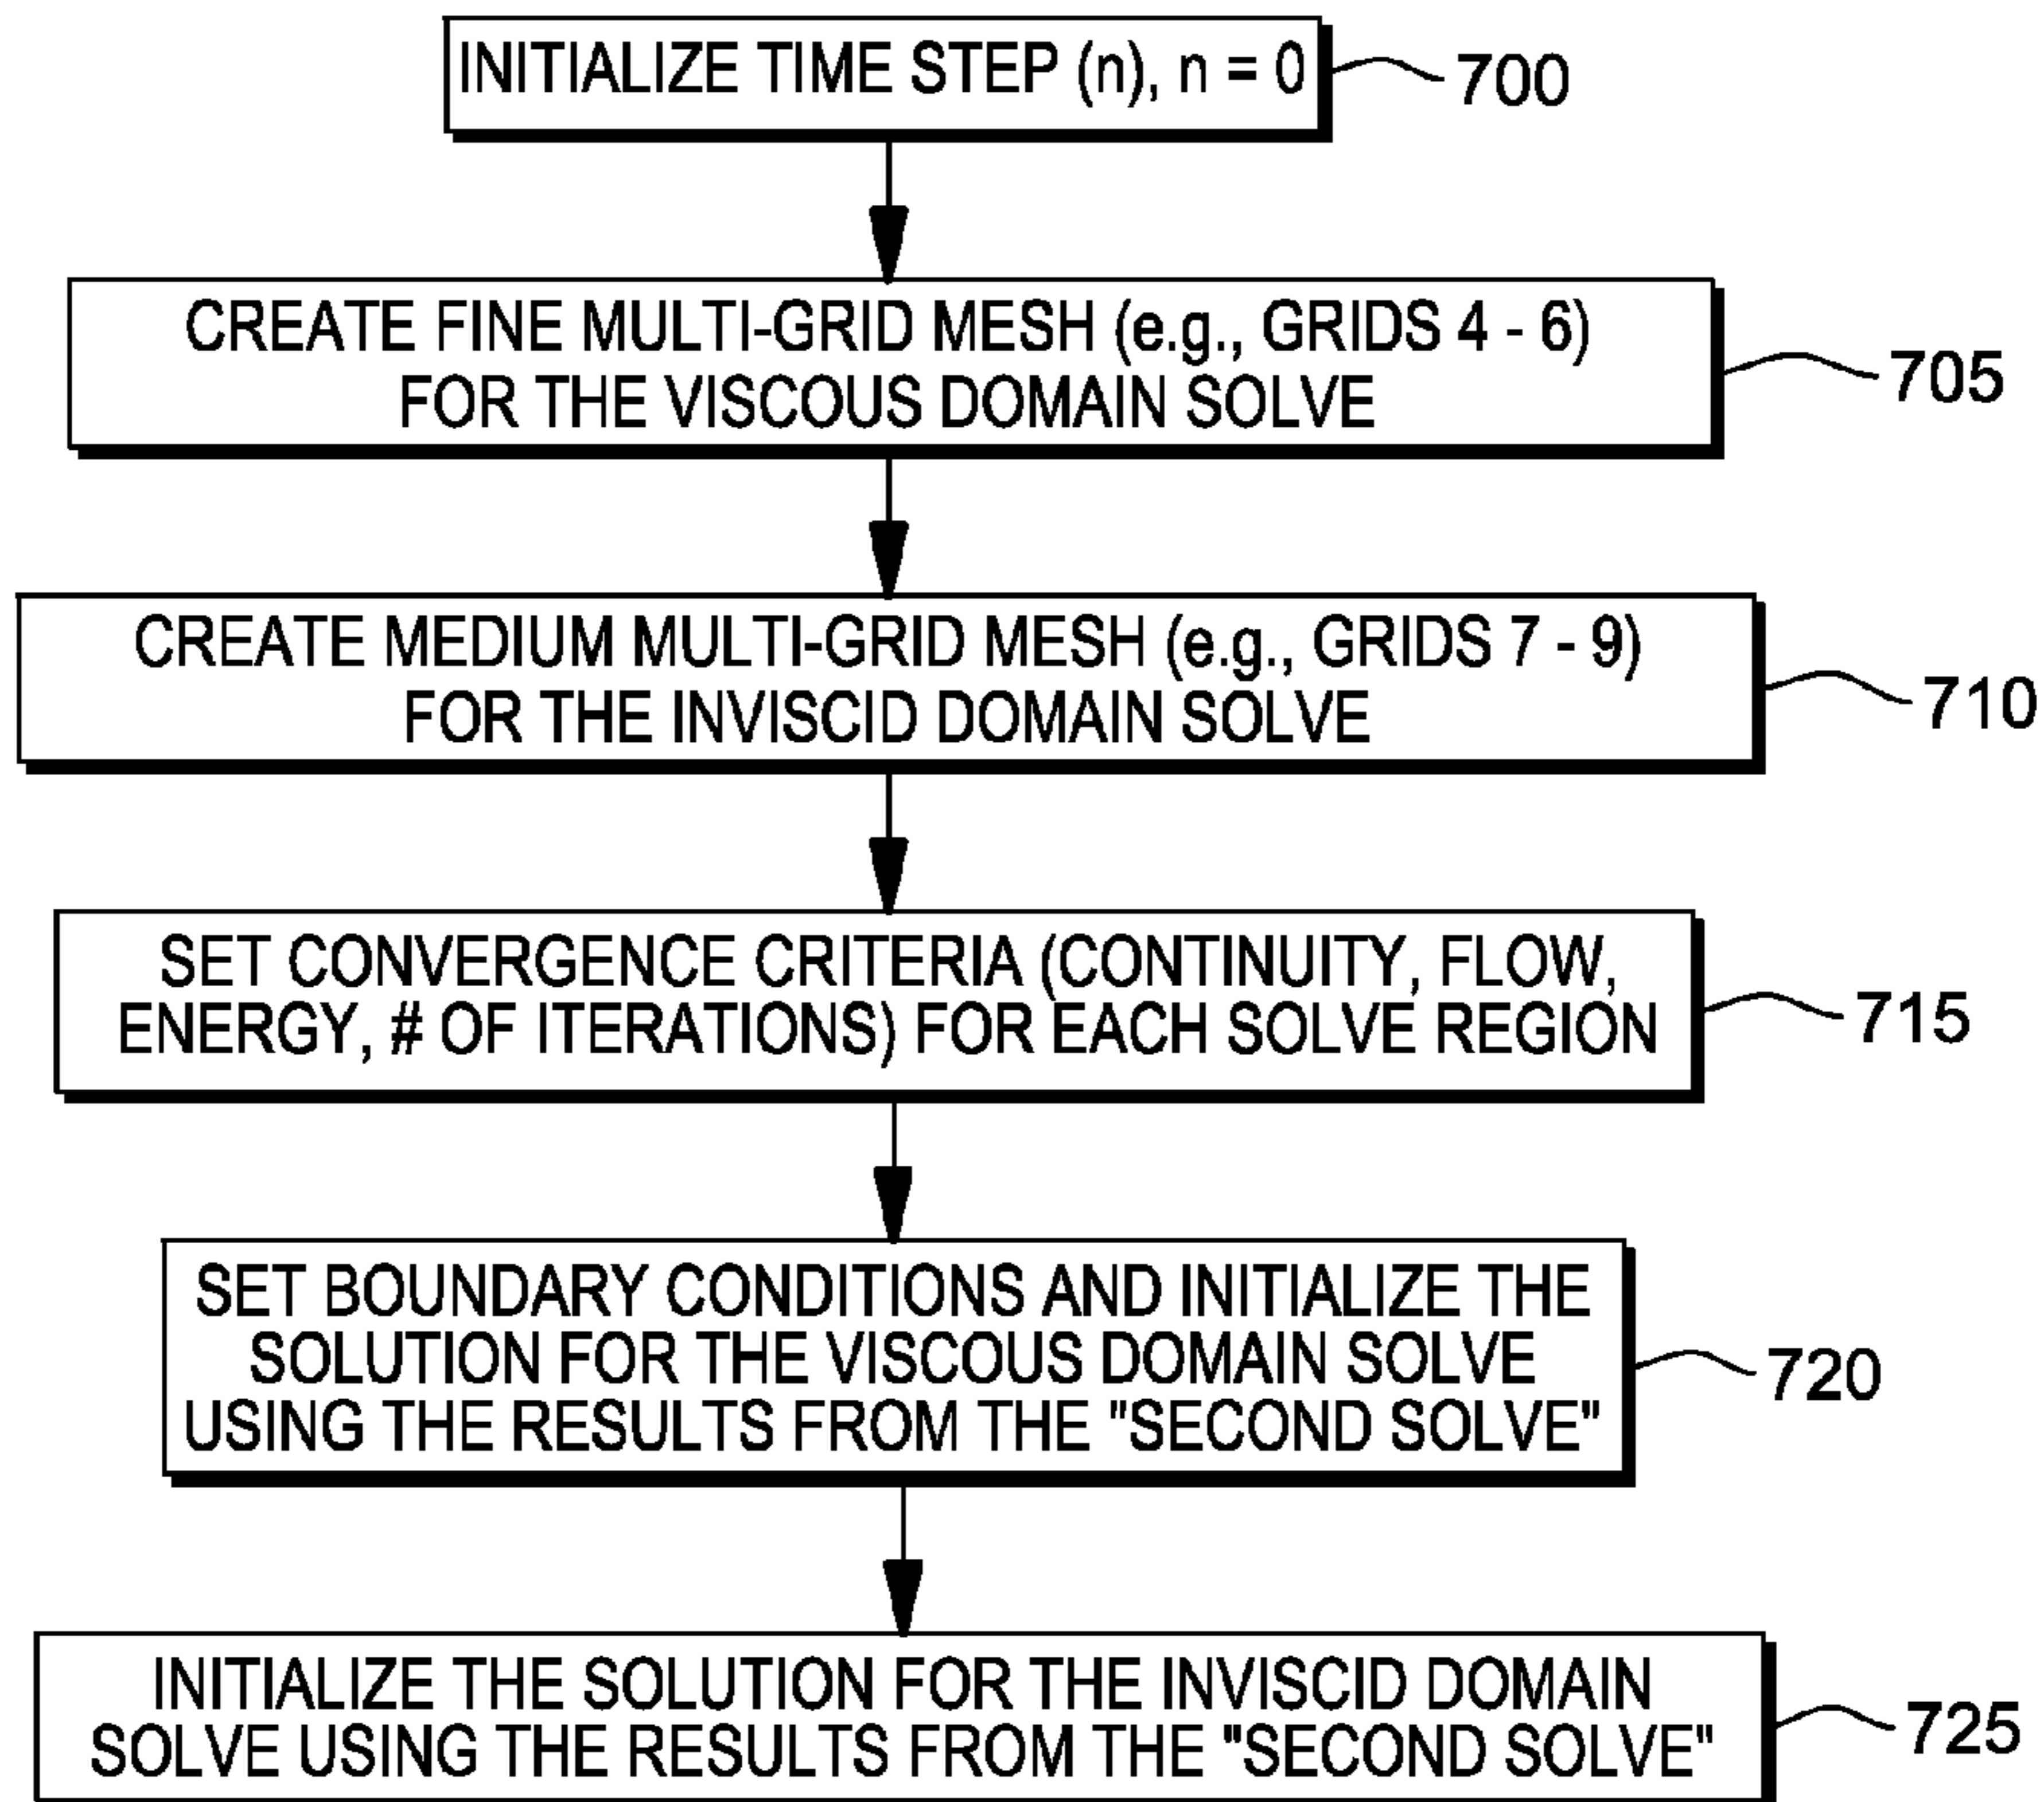 INITIALIZE TIME STEP (n), n = 0
700
CREATE FINE MULTI-GRID MESH (e.g., GRIDS 4 - 6)
FOR THE VISCOUS DOMAIN SOLVE
705
CREATE MEDIUM MULTI-GRID MESH (e.g., GRIDS 7 - 9)
FOR THE INVISCID DOMAIN SOLVE
710
SET CONVERGENCE CRITERIA (CONTINUITY, FLOW,
ENERGY, # OF ITERATIONS) FOR EACH SOLVE REGION
715
SET BOUNDARY CONDITIONS AND INITIALIZE THE
SOLUTION FOR THE VISCOUS DOMAIN SOLVE
USING THE RESULTS FROM THE "SECOND SOLVE"
720
INITIALIZE THE SOLUTION FOR THE INVISCID DOMAIN
SOLVE USING THE RESULTS FROM THE "SECOND SOLVE"
725